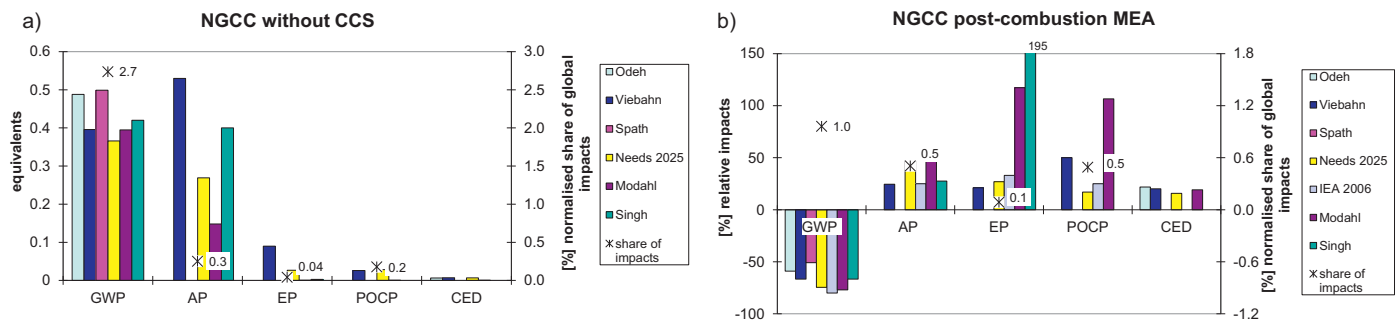 a)
NGCC without CCS
equivalents
0.6
0.5
0.4
0.3
0.2
0.1
0
3.0
2.5
2.0
1.5
1.0
0.5
0.0
[%] normalised share of global
impacts
2.7
0.3
0.04
0.2
GWP
AP
EP
POCP
CED
Odeh
Viebahn
Spath
Needs 2025
Modahl
Singh
share of
impacts
b)
NGCC post-combustion MEA
[%] relative impacts
150
100
50
0
-50
-100
195
1.8
1.2
0.6
0.0
-0.6
-1.2
[%] normalised share of global
impacts
1.0
0.5
0.1
0.5
GWP
AP
EP
POCP
CED
Odeh
Viebahn
Spath
Needs 2025
IEA 2006
Modahl
Singh
share of
impacts